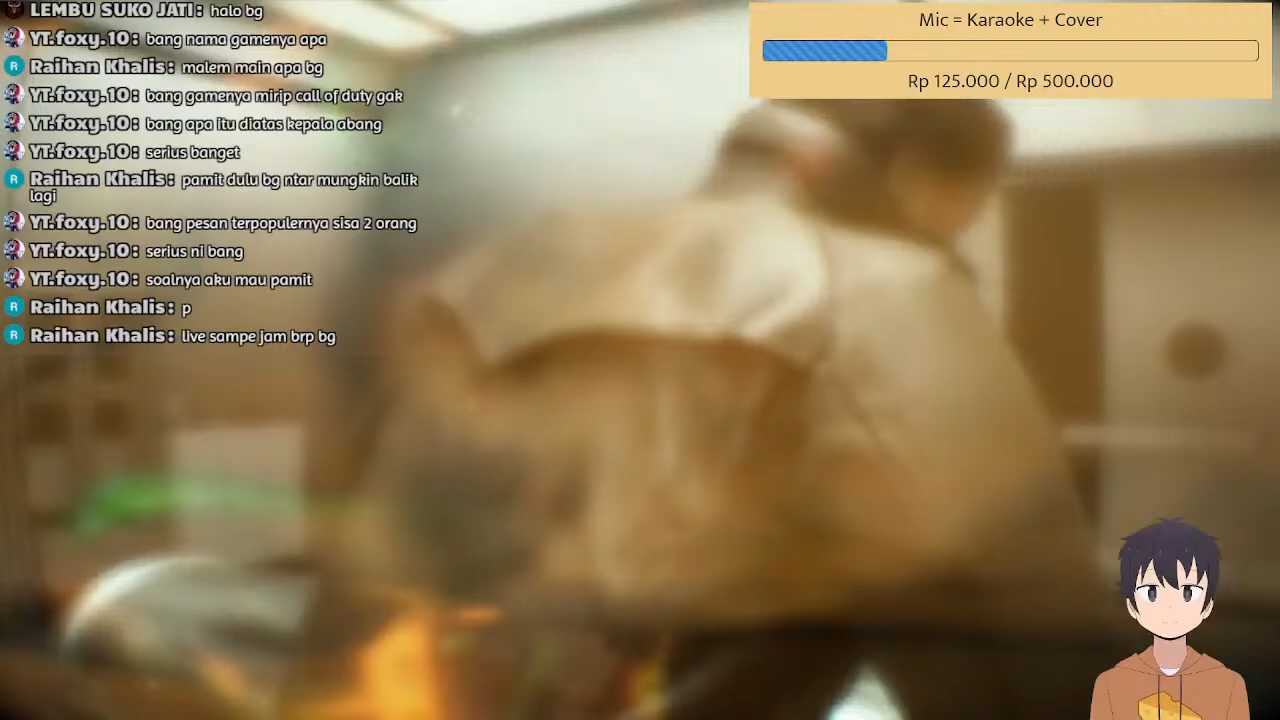 LEMBU SUKO JATI: halo bg
YT.foxy.10: bang nama gamenya apa
R Raihan Khalis: malem main apa bg
YT.foxy.10: bang gamenya mirip call of duty gak
YT.foxy.10: bang apa itu diatas kepala abang
YT.foxy.10: serius banget
R Raihan Khalis: pamit dulu bg ntar mungkin balik
lagi
YT.foxy.10: bang pesan terpopulernya sisa 2 orang
YT.foxy.10: serius ni bang
YT.foxy.10: soalnya aku mau pamit
R Raihan Khalis: p
R Raihan Khalis: live sampe jam brp bg
Mic = Karaoke + Cover
Rp 125.000 / Rp 500.000